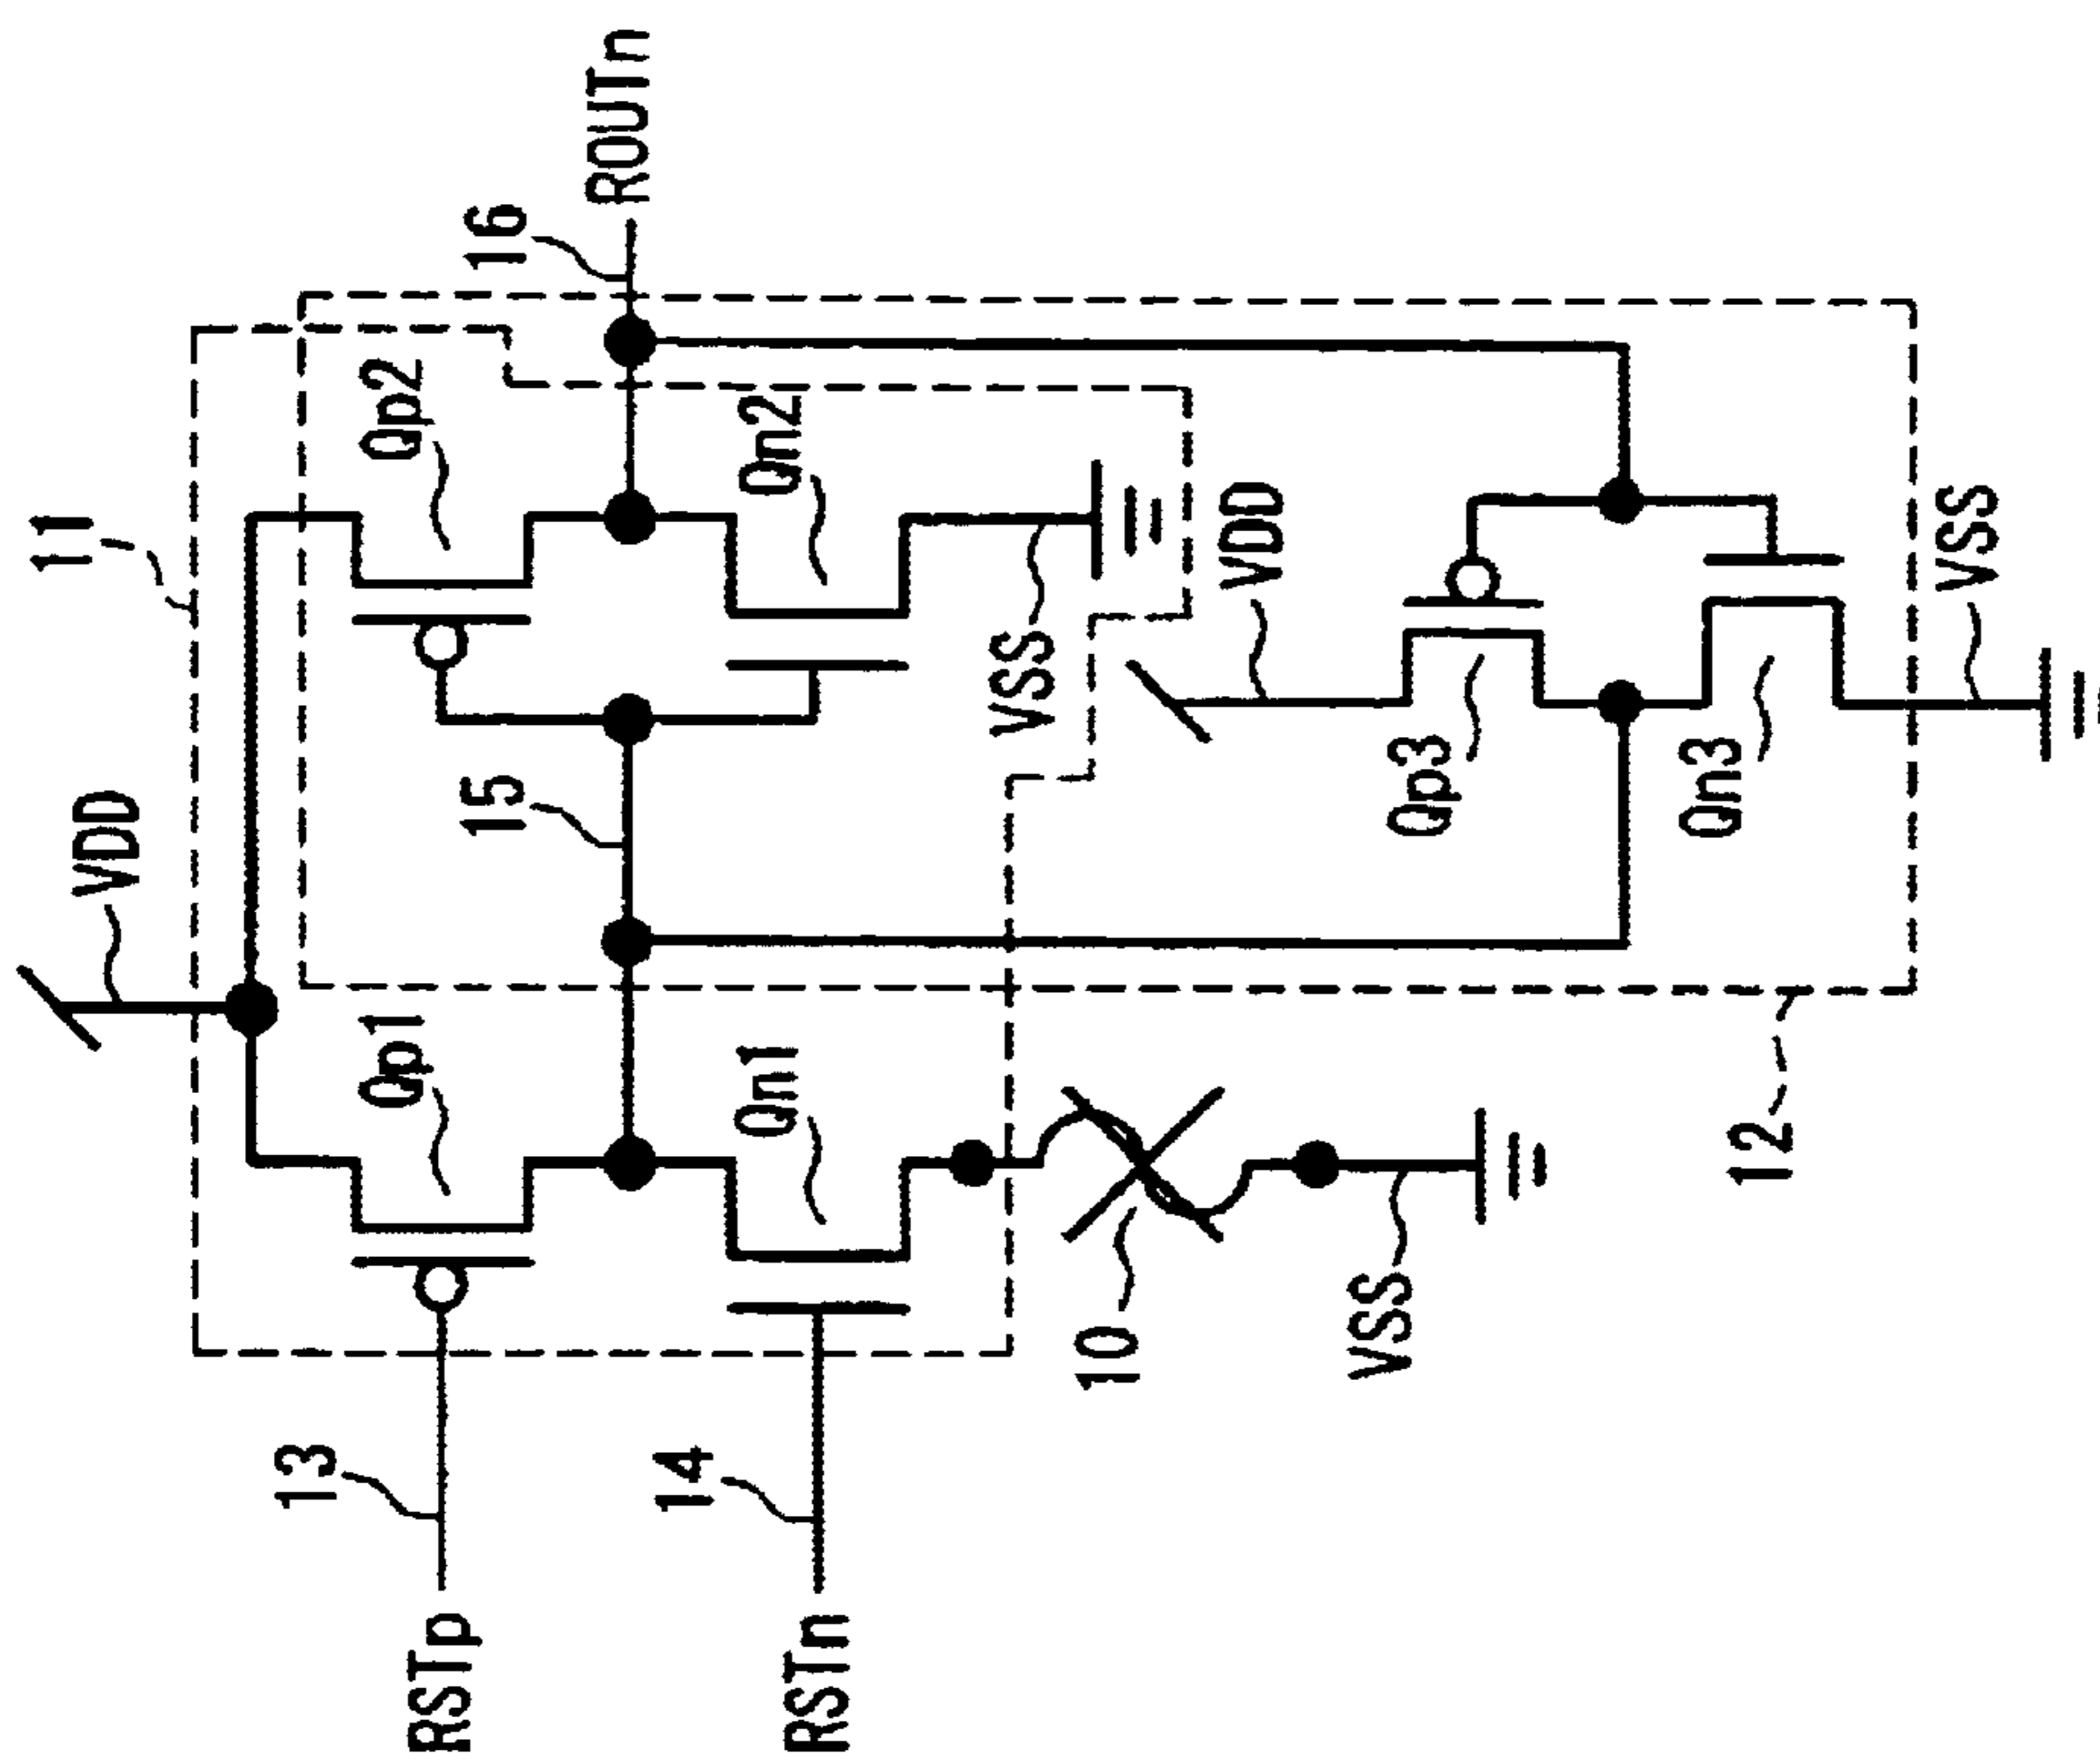 11
VDD
16
ROUTn
Qp2
Qp1
15
Qn2
Qn1
13
14
RSTp
RSTn
VSS
VDD
10
VSS
Qp3
Qn3
12
VSS